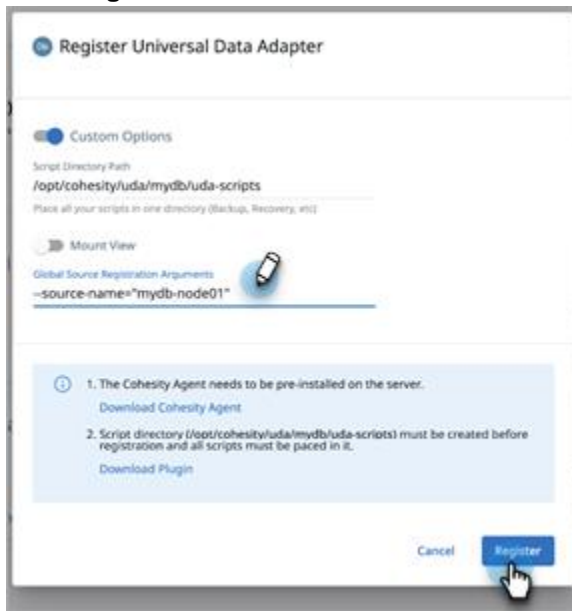 Register Universal Data Adapter
Custom Options
Script Directory Path
/opt/cohesity/uda/mydb/uda-scripts
Place all your scripts in one directory (Backup, Recovery, etc)
Mount View
Global Source Registration Arguments
--source-name="mydb-node01"
1. The Cohesity Agent needs to be pre-installed on the server.
Download Cohesity Agent
2. Script directory (/opt/cohesity/uda/mydb/uda-scripts) must be created before
registration and all scripts must be paced in it.
Download Plugin
Cancel
Register